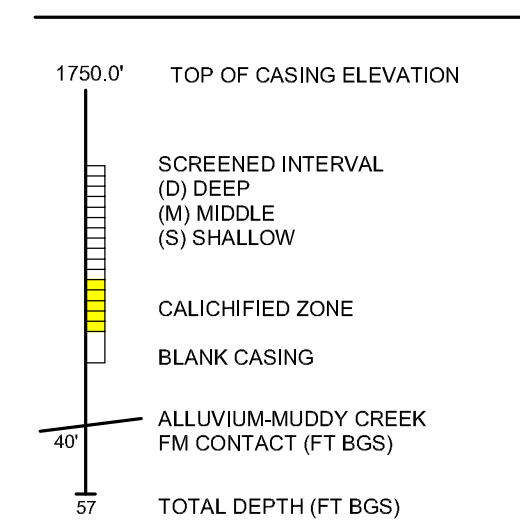 1750.0' TOP OF CASING ELEVATION
SCREENED INTERVAL
(D) DEEP
(M) MIDDLE
(S) SHALLOW
CALICHIFIED ZONE
BLANK CASING
ALLUVIUM-MUDDY CREEK
40' FM CONTACT (FT BGS)
57 TOTAL DEPTH (FT BGS)